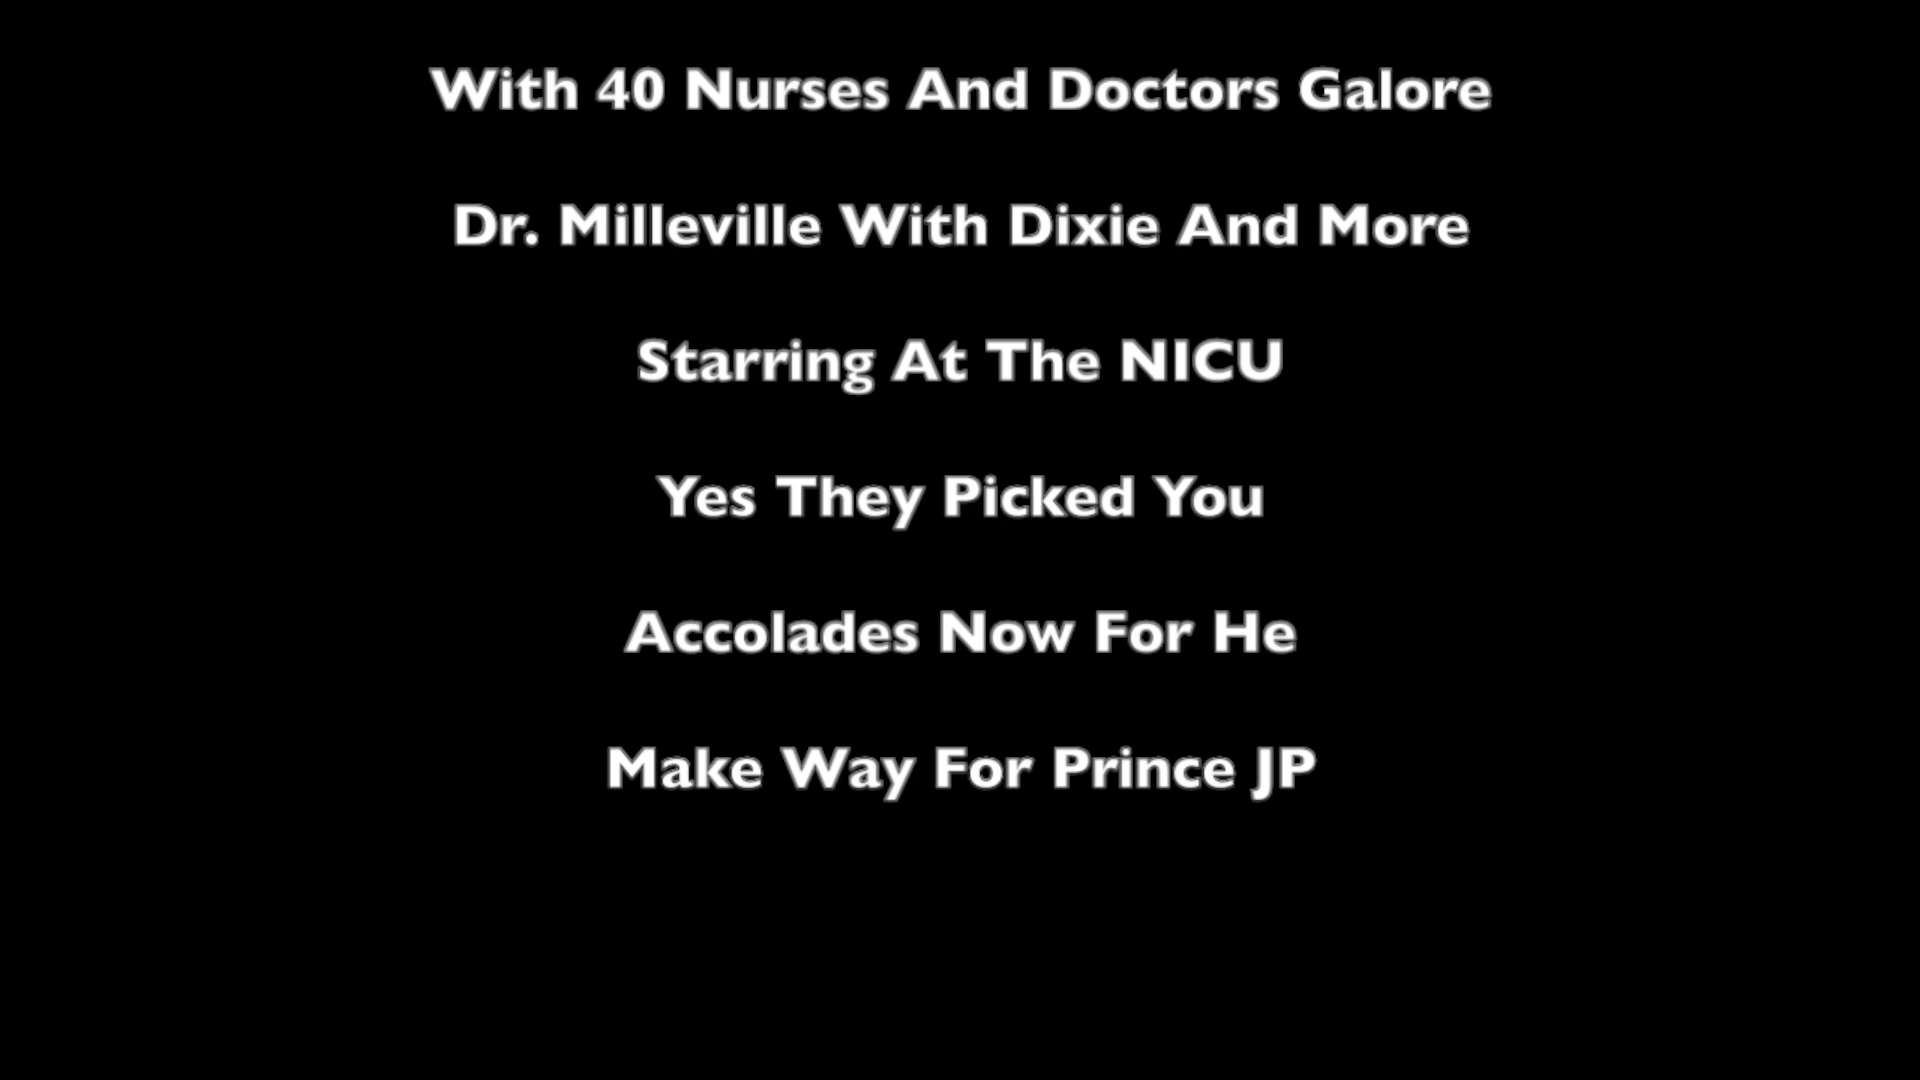 With 40 Nurses And Doctors Galore
Dr. Milleville With Dixie And More
Starring At The NICU
Yes They Picked You
Accolades Now For He
Make Way For Prince JP